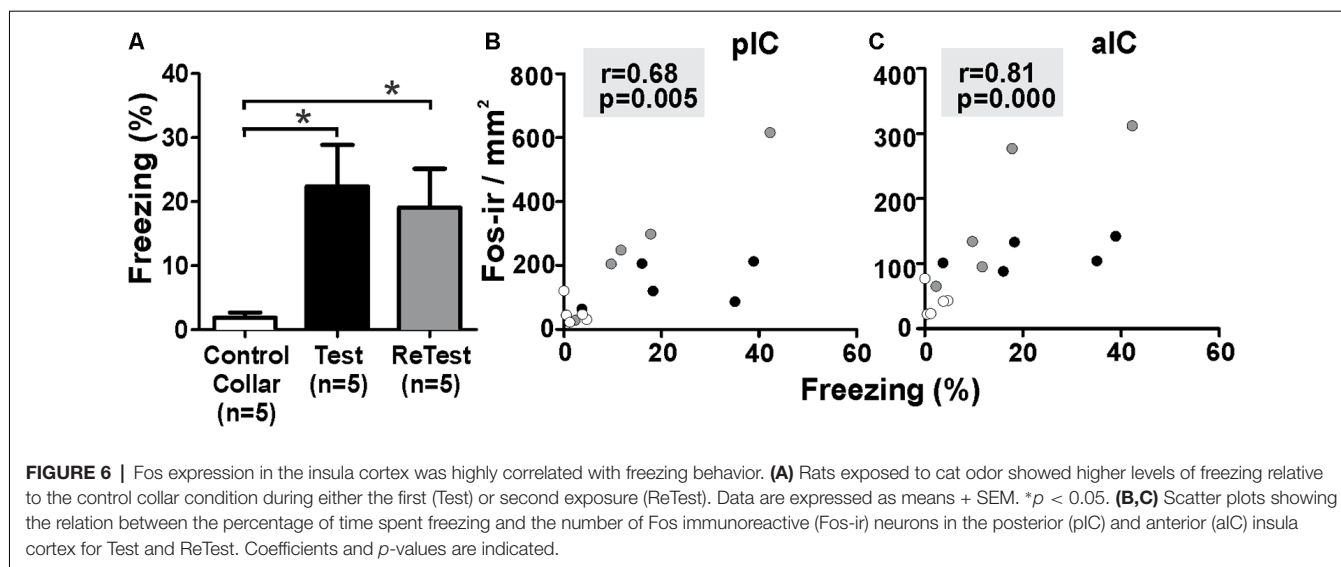 A
Freezing (%)
40
30
20
10
0
*
*
Control
Collar
(n=5)
Test
(n=5)
ReTest
(n=5)
B
pIC
r=0.68
p=0.005
Fos-ir / mm²
800
600
400
200
0
0
20
40
60
C
aIC
r=0.81
p=0.000
400
300
200
100
0
0
20
40
60
Freezing (%)
FIGURE 6 | Fos expression in the insula cortex was highly correlated with freezing behavior. (A) Rats exposed to cat odor showed higher levels of freezing relative
to the control collar condition during either the first (Test) or second exposure (ReTest). Data are expressed as means + SEM. *p < 0.05. (B,C) Scatter plots showing
the relation between the percentage of time spent freezing and the number of Fos immunoreactive (Fos-ir) neurons in the posterior (pIC) and anterior (aIC) insula
cortex for Test and ReTest. Coefficients and p-values are indicated.